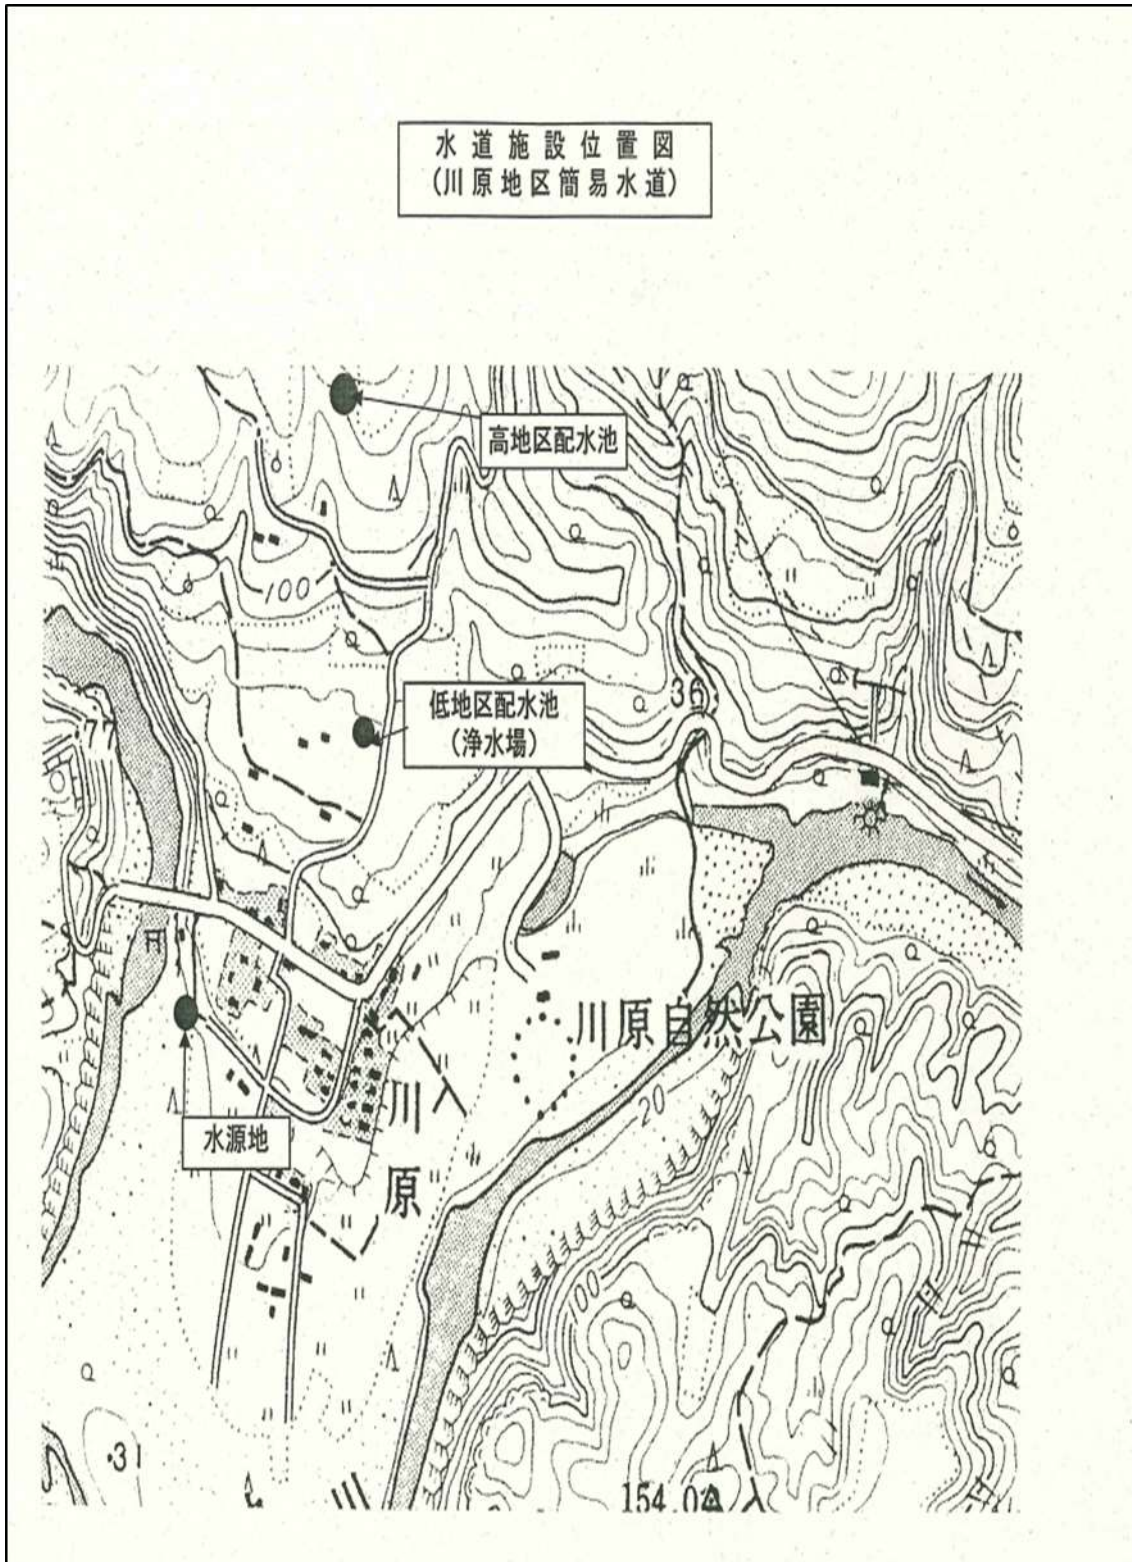 水道施設位置図
(川原地区簡易水道)
高地区配水池
100
低地区配水池
(浄水場)
36
77
川原自然公園
川
原
20
水源地
100
•31
154.0